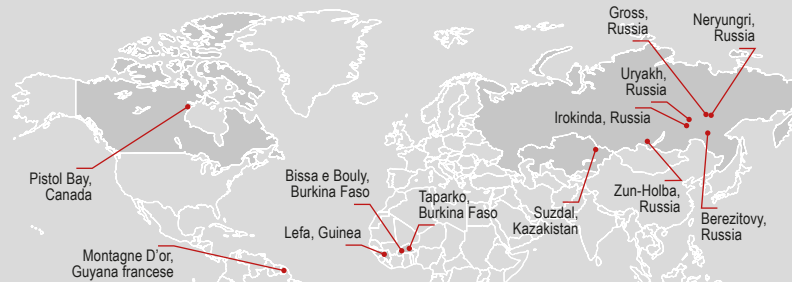 Gross,
Russia
Neryungri,
Russia
Uryakh,
Russia
Irokinda, Russia
Pistol Bay,
Canada
Bissa e Bouly,
Burkina Faso
Taparko,
Burkina Faso
Suzdal,
Kazakistan
Zun-Holba,
Russia
Berezitovy,
Russia
Lefa, Guinea
Montagne D'or,
Guyana francese